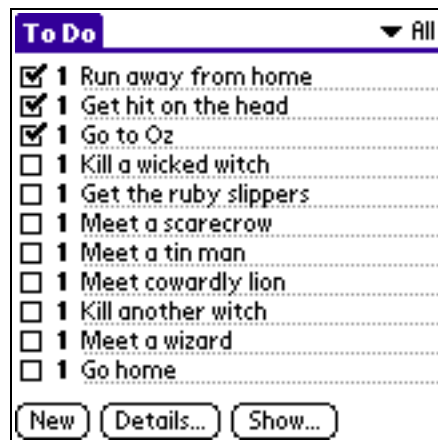 To Do All
1 Run away from home
1 Get hit on the head
1 Go to Oz
1 Kill a wicked witch
1 Get the ruby slippers
1 Meet a scarecrow
1 Meet a tin man
1 Meet cowardly lion
1 Kill another witch
1 Meet a wizard
1 Go home
New Details... Show...